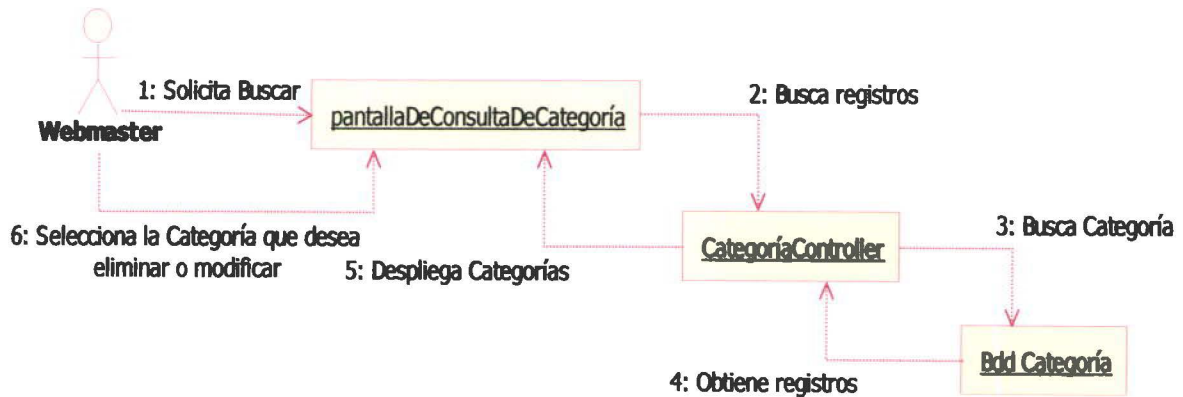 1: Solicita Buscar
Webmaster
pantallaDeConsultaDeCategoría
2: Busca registros
6: Selecciona la Categoría que desea
eliminar o modificar
5: Despliega Categorías
CategoríaController
3: Busca Categoría
4: Obtiene registros
Bdd Categoría